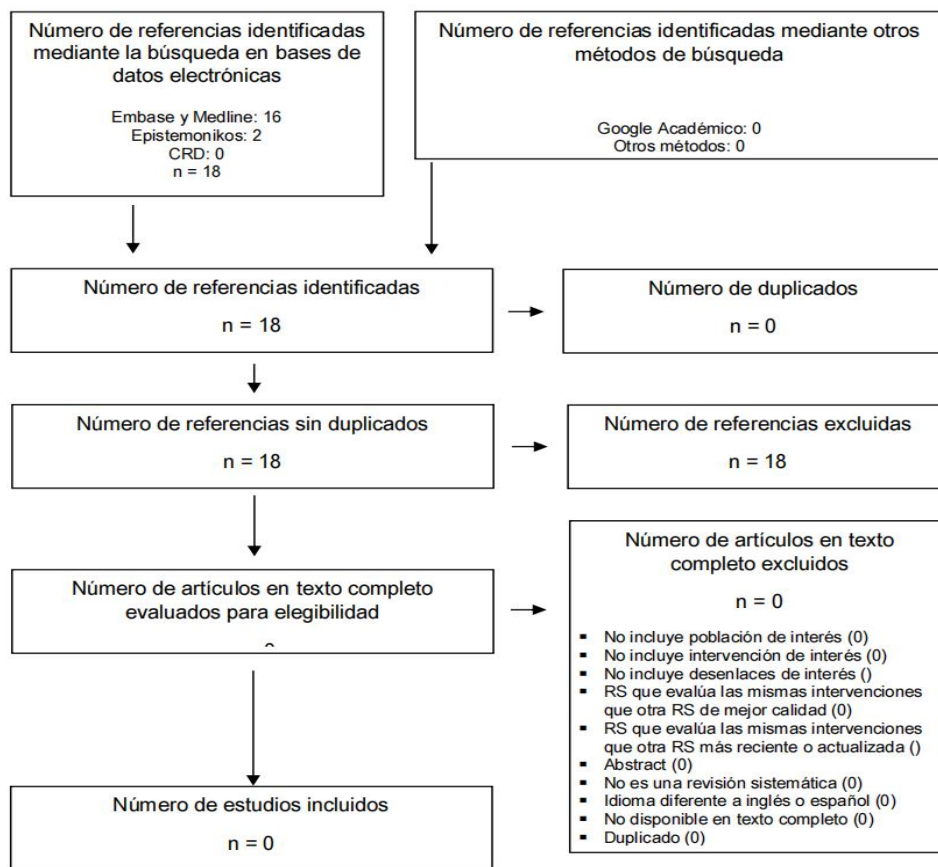 Número de referencias identificadas
mediante la búsqueda en bases de
datos electrónicas
Embase y Medline: 16
Epistemonikos: 2
CRD: 0
n = 18
Número de referencias identificadas mediante otros
métodos de búsqueda
Google Académico: 0
Otros métodos: 0
Número de referencias identificadas
n = 18
Número de duplicados
n = 0
Número de referencias sin duplicados
n = 18
Número de referencias excluidas
n = 18
Número de artículos en texto completo
evaluados para elegibilidad
Número de artículos en texto
completo excluidos
n = 0
▪ No incluye población de interés (0)
▪ No incluye intervención de interés (0)
▪ No incluye desenlaces de interés ()
▪ RS que evalúa las mismas intervenciones
que otra RS de mejor calidad (0)
▪ RS que evalúa las mismas intervenciones
que otra RS más reciente o actualizada ()
▪ Abstract (0)
▪ No es una revisión sistemática (0)
▪ Idioma diferente a inglés o español (0)
▪ No disponible en texto completo (0)
▪ Duplicado (0)
Número de estudios incluidos
n = 0